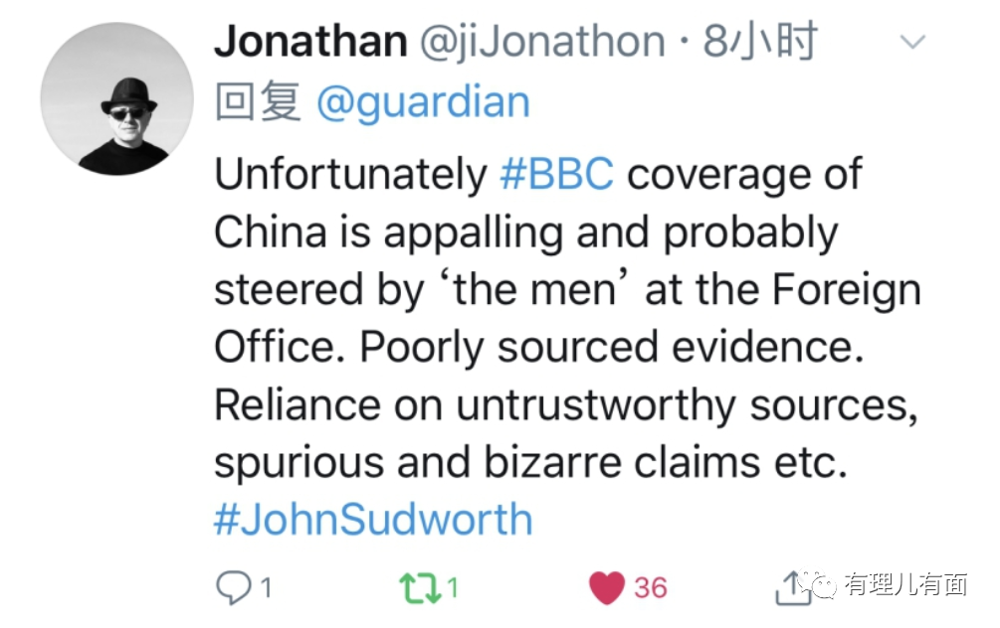 Jonathan @jiJonathon · 8小时
回复 @guardian
Unfortunately #BBC coverage of
China is appalling and probably
steered by ‘the men’ at the Foreign
Office. Poorly sourced evidence.
Reliance on untrustworthy sources,
spurious and bizarre claims etc.
#JohnSudworth
1 1 36 有理儿有面